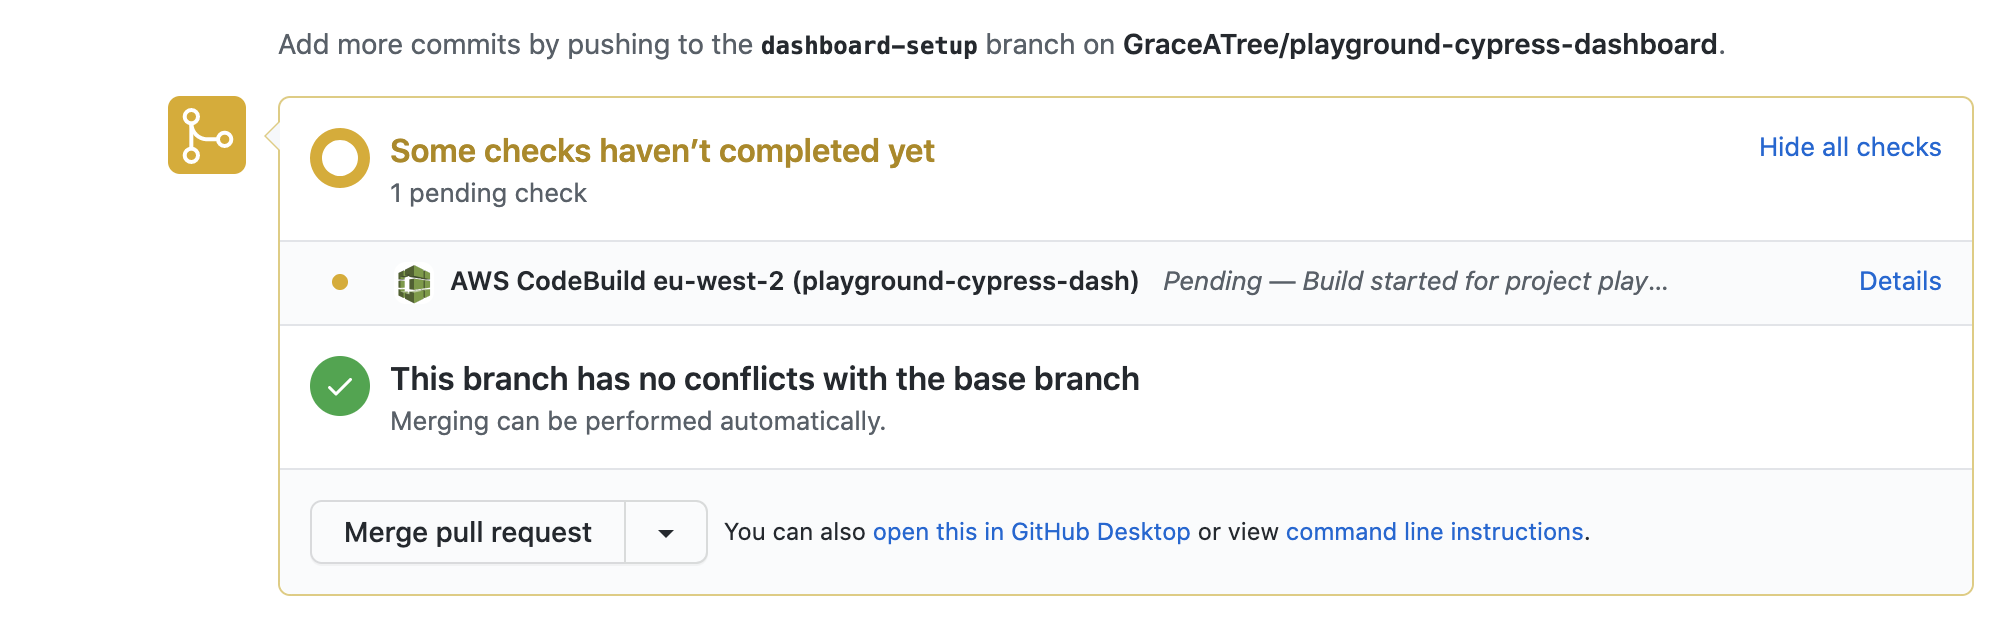 Add more commits by pushing to the dashboard-setup branch on GraceATree/playground-cypress-dashboard.
Some checks haven’t completed yet
Hide all checks
1 pending check
AWS CodeBuild eu-west-2 (playground-cypress-dash) Pending — Build started for project play...
Details
This branch has no conflicts with the base branch
Merging can be performed automatically.
Merge pull request
You can also open this in GitHub Desktop or view command line instructions.